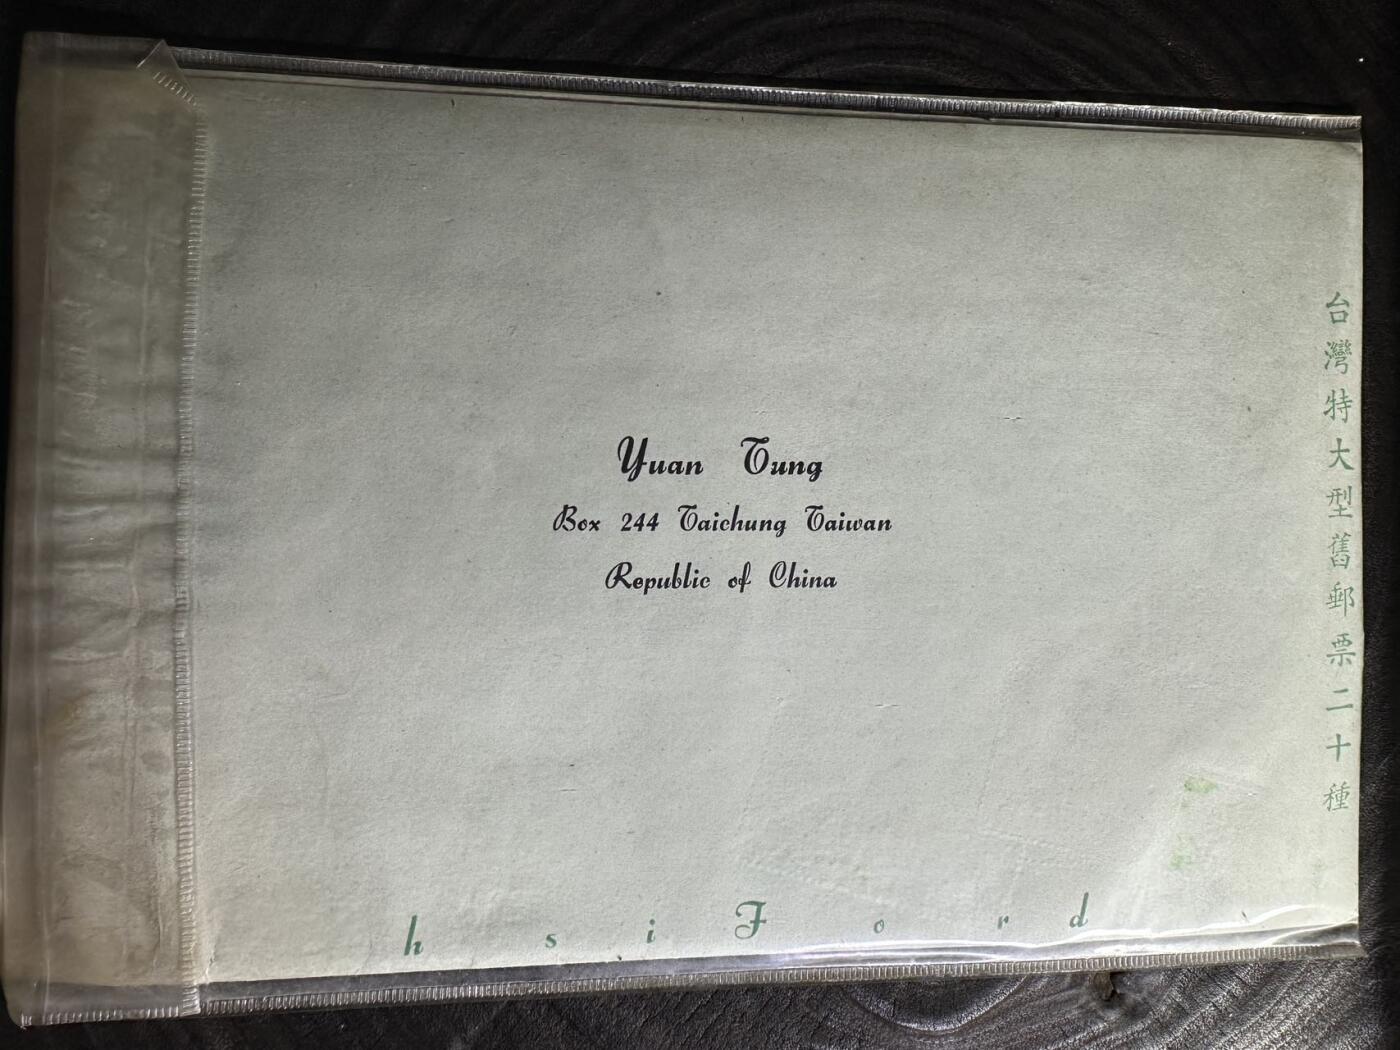 Yuan Tung
Box 244 Taichung Taiwan
Republic of China
台灣特大型舊郵票二十種
h s i F o r d